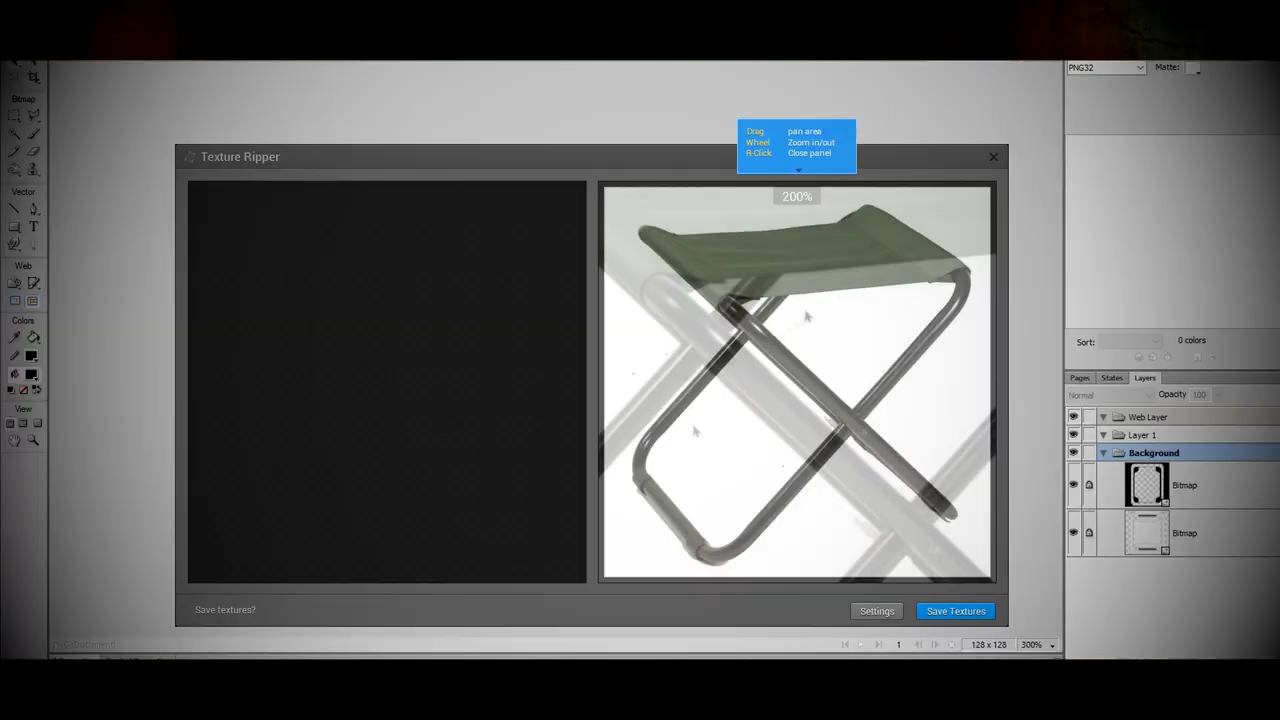 PNG32
Matte:
Bitmap
Vector
Web
Colors
View
Texture Ripper
Drag pan area
Wheel Zoom in/out
R-Click Close panel
200%
Save textures?
Settings
Save Textures
Sort:
0 colors
Pages States Layers
Normal
Opacity 100
Web Layer
Layer 1
Background
Bitmap
Bitmap
1
128 x 128
300%